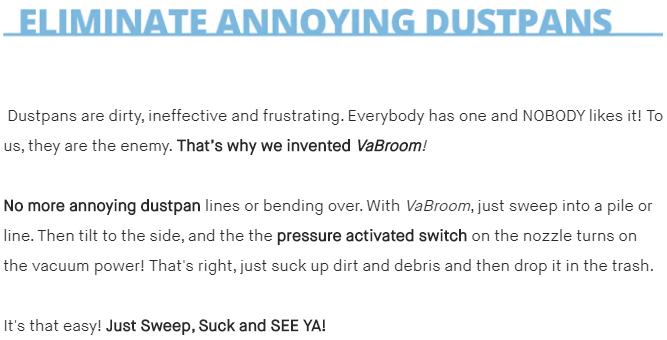 ELIMINATE ANNOYING DUSTPANS
Dustpans are dirty, ineffective and frustrating. Everybody has one and NOBODY likes it! To
us, they are the enemy. That's why we invented VaBroom!
No more annoying dustpan lines or bending over. With VaBroom, just sweep into a pile or
line. Then tilt to the side, and the the pressure activated switch on the nozzle turns on
the vacuum power! That's right, just suck up dirt and debris and then drop it in the trash.
It's that easy! Just Sweep, Suck and SEE YA!